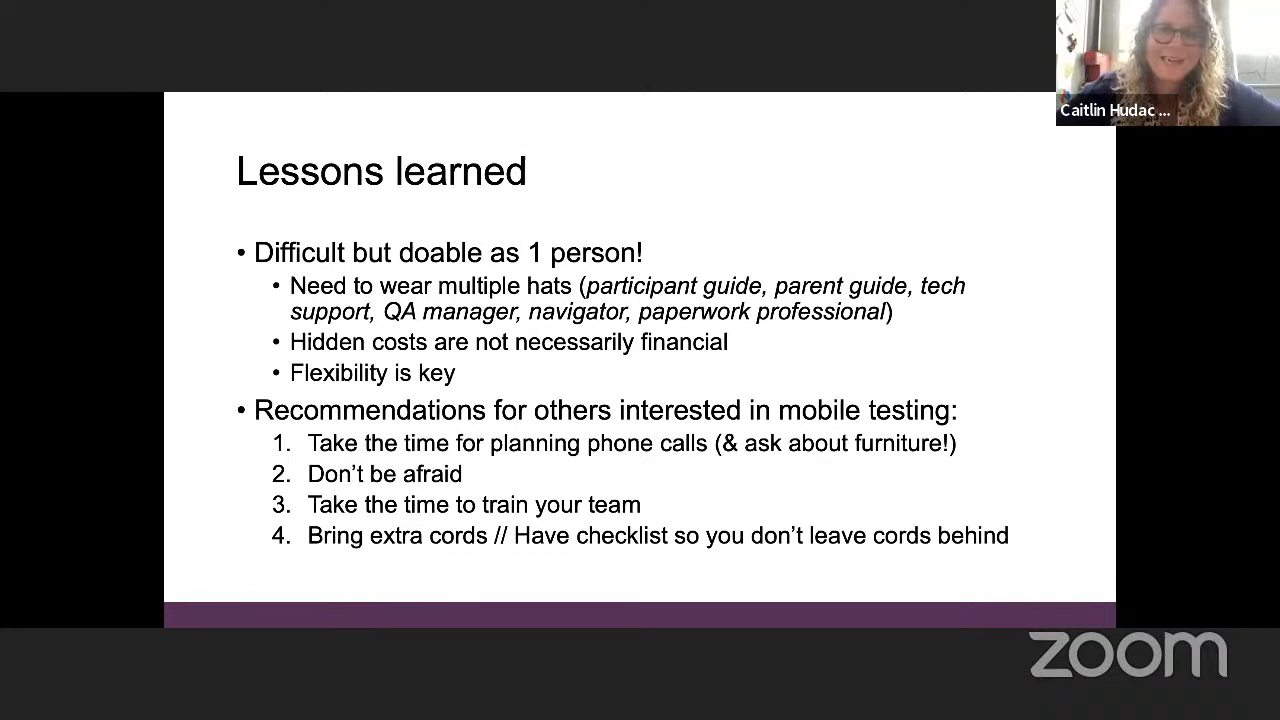 Caitlin Hudac ...
Lessons learned
• Difficult but doable as 1 person!
• Need to wear multiple hats (participant guide, parent guide, tech
support, QA manager, navigator, paperwork professional)
• Hidden costs are not necessarily financial
• Flexibility is key
• Recommendations for others interested in mobile testing:
1. Take the time for planning phone calls (& ask about furniture!)
2. Don't be afraid
3. Take the time to train your team
4. Bring extra cords // Have checklist so you don't leave cords behind
zoom